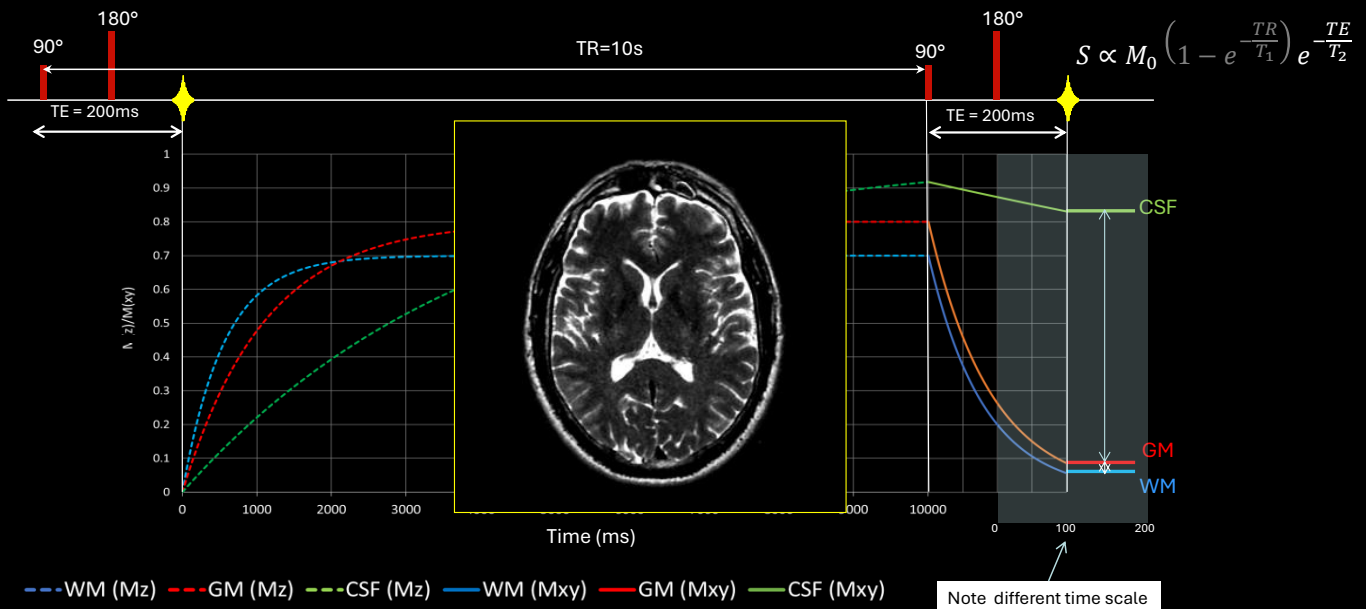 180°
180°
90°
TR=10s
90°
S ∝ M₀ (1 − e^{−TR/T₁}) e^{−TE/T₂}
TE = 200ms
TE = 200ms
1
0.9
0.8
0.7
0.6
0.5
0.4
0.3
0.2
0.1
0
CSF
GM
WM
0
1000
2000
3000
10000
0
100
200
Time (ms)
WM (Mz)
GM (Mz)
CSF (Mz)
WM (Mxy)
GM (Mxy)
CSF (Mxy)
Note different time scale